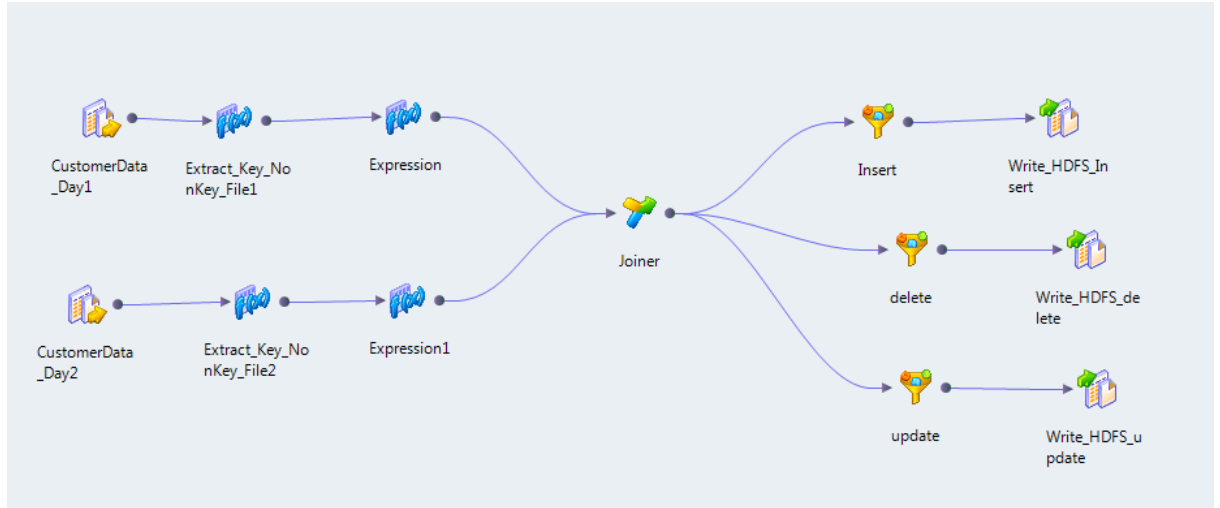 CustomerData
_Day1
Extract_Key_No
nKey_File1
Expression
Joiner
Insert
Write_HDFS_In
sert
delete
Write_HDFS_de
lete
CustomerData
_Day2
Extract_Key_No
nKey_File2
Expression1
update
Write_HDFS_u
pdate